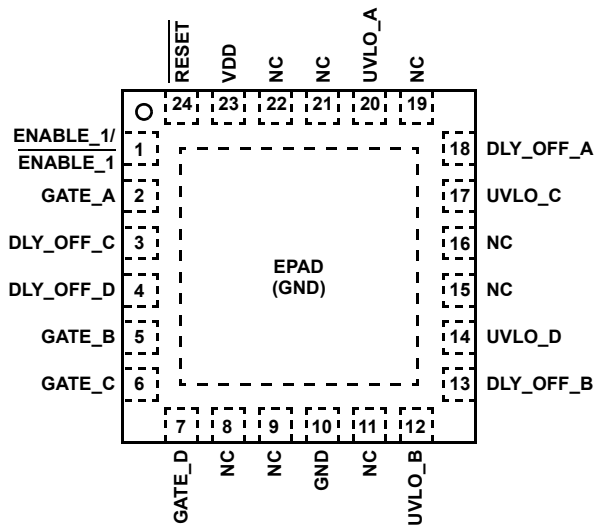 RESET
VDD
NC
NC
UVLO_A
NC
24
23
22
21
20
19
ENABLE_1/
ENABLE_1
1
GATE_A
2
DLY_OFF_C
3
DLY_OFF_D
4
GATE_B
5
GATE_C
6
EPAD
(GND)
18
DLY_OFF_A
17
UVLO_C
16
NC
15
NC
14
UVLO_D
13
DLY_OFF_B
7
8
9
10
11
12
GATE_D
NC
NC
GND
NC
UVLO_B